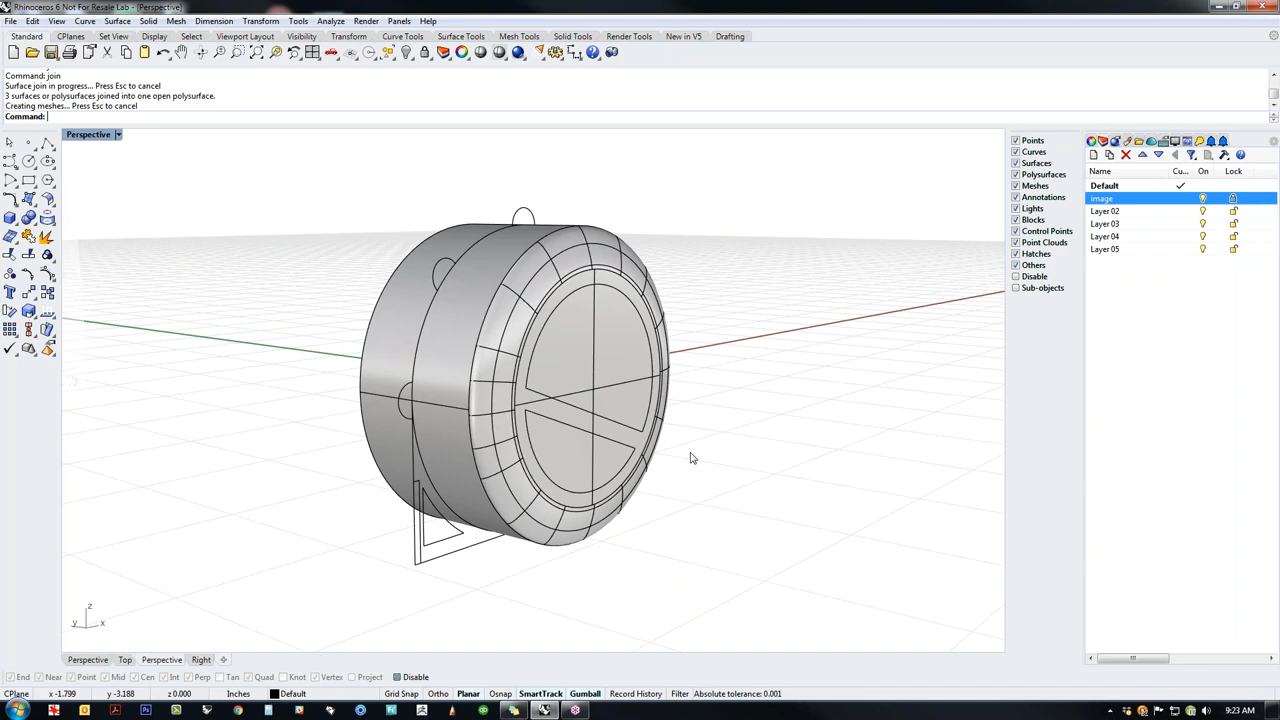 Rhinoceros 6 Not For Resale Lab - [Perspective]
File Edit View Curve Surface Solid Mesh Dimension Transform Tools Analyze Render Panels Help
Standard CPlanes Set View Display Select Viewport Layout Visibility Transform Curve Tools Surface Tools Mesh Tools Solid Tools Render Tools New in V5 Drafting
Command: join
Surface join in progress... Press Esc to cancel
3 surfaces or polysurfaces joined into one open polysurface.
Creating meshes... Press Esc to cancel
Command:
Perspective
Points
Curves
Surfaces
Polysurfaces
Meshes
Annotations
Lights
Blocks
Control Points
Point Clouds
Hatches
Others
Disable
Sub-objects
Name Cu... On Lock
Default
image
Layer 02
Layer 03
Layer 04
Layer 05
z
y x
Perspective Top Perspective Right
End Near Point Mid Cen Int Perp Tan Quad Knot Vertex Project Disable
CPlane x -1.799 y -3.188 z 0.000 Inches Default Grid Snap Ortho Planar Osnap SmartTrack Gumball Record History Filter Absolute tolerance: 0.001
9:23 AM